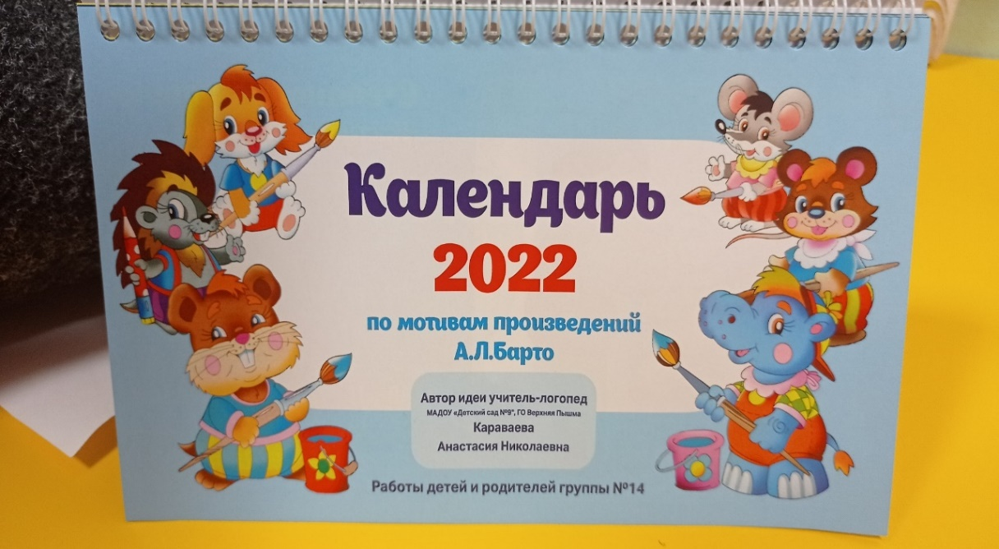 Календарь
2022
по мотивам произведений
А.Л.Барто
Автор идеи учитель-логопед
МАДОУ «Детский сад №9", ГО Верхняя Пышма
Караваева
Анастасия Николаевна
Работы детей и родителей группы №14